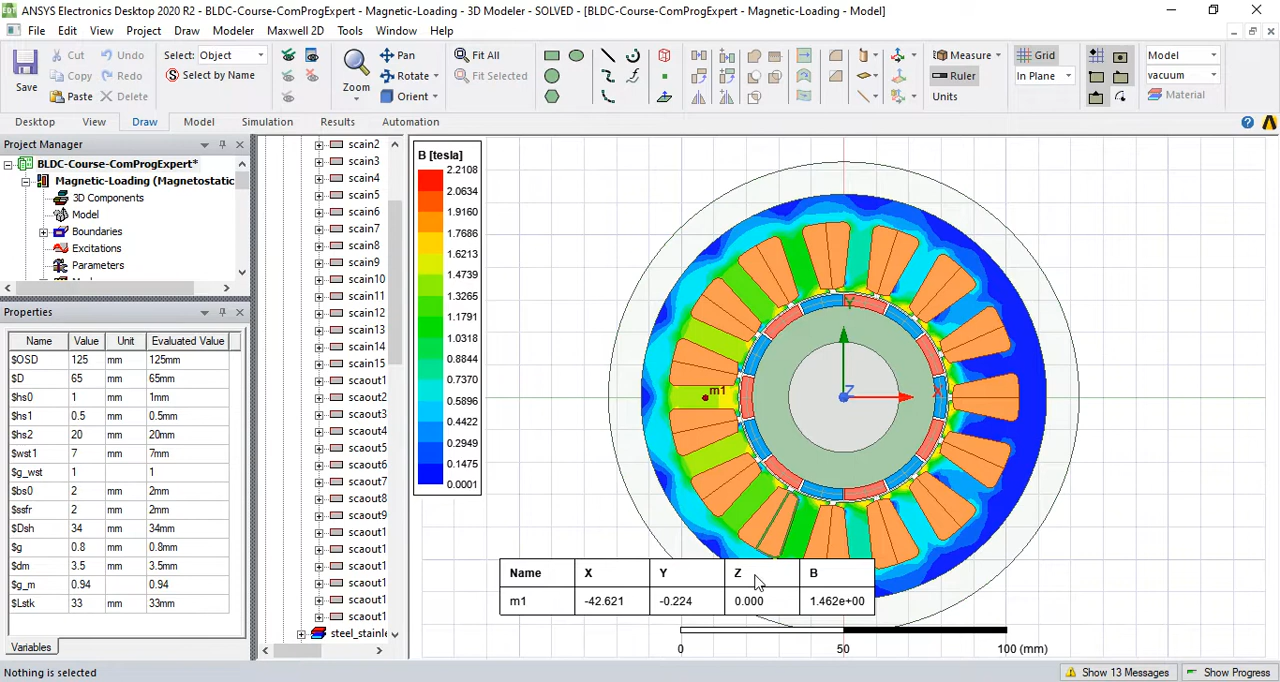 ANSYS Electronics Desktop 2020 R2 - BLDC-Course-ComProgExpert - Magnetic-Loading - 3D Modeler - SOLVED - [BLDC-Course-ComProgExpert - Magnetic-Loading - Model]
File Edit View Project Draw Modeler Maxwell 2D Tools Window Help
Save
Cut Undo
Copy Redo
Paste Delete
Select: Object
Select by Name
Zoom
Pan
Rotate
Orient
Fit All
Fit Selected
Measure
Ruler
Units
Grid
In Plane
Model
vacuum
Material
Desktop View Draw Model Simulation Results Automation
Project Manager
BLDC-Course-ComProgExpert*
Magnetic-Loading (Magnetostatic
3D Components
Model
Boundaries
Excitations
Parameters
Properties
Name Value Unit Evaluated Value
$OSD 125 mm 125mm
$D 65 mm 65mm
$hs0 1 mm 1mm
$hs1 0.5 mm 0.5mm
$hs2 20 mm 20mm
$wst1 7 mm 7mm
$g_wst 1 1
$bs0 2 mm 2mm
$ssfr 2 mm 2mm
$Dsh 34 mm 34mm
$g 0.8 mm 0.8mm
$dm 3.5 mm 3.5mm
$g_m 0.94 0.94
$Lstk 33 mm 33mm
Variables
scain2
scain3
scain4
scain5
scain6
scain7
scain8
scain9
scain10
scain11
scain12
scain13
scain14
scain15
scaout1
scaout2
scaout3
scaout4
scaout5
scaout6
scaout7
scaout8
scaout9
scaout1
scaout1
scaout1
scaout1
scaout1
scaout1
steel_stainle
B [tesla]
2.2108
2.0634
1.9160
1.7686
1.6212
1.4739
1.3265
1.1791
1.0317
0.8844
0.7370
0.5896
0.4422
0.2949
0.1475
0.0001
m1
Y
Z
X
Name X Y Z B
m1 -42.621 -0.224 0.000 1.462e+00
0 50 100 (mm)
Nothing is selected
Show 13 Messages
Show Progress